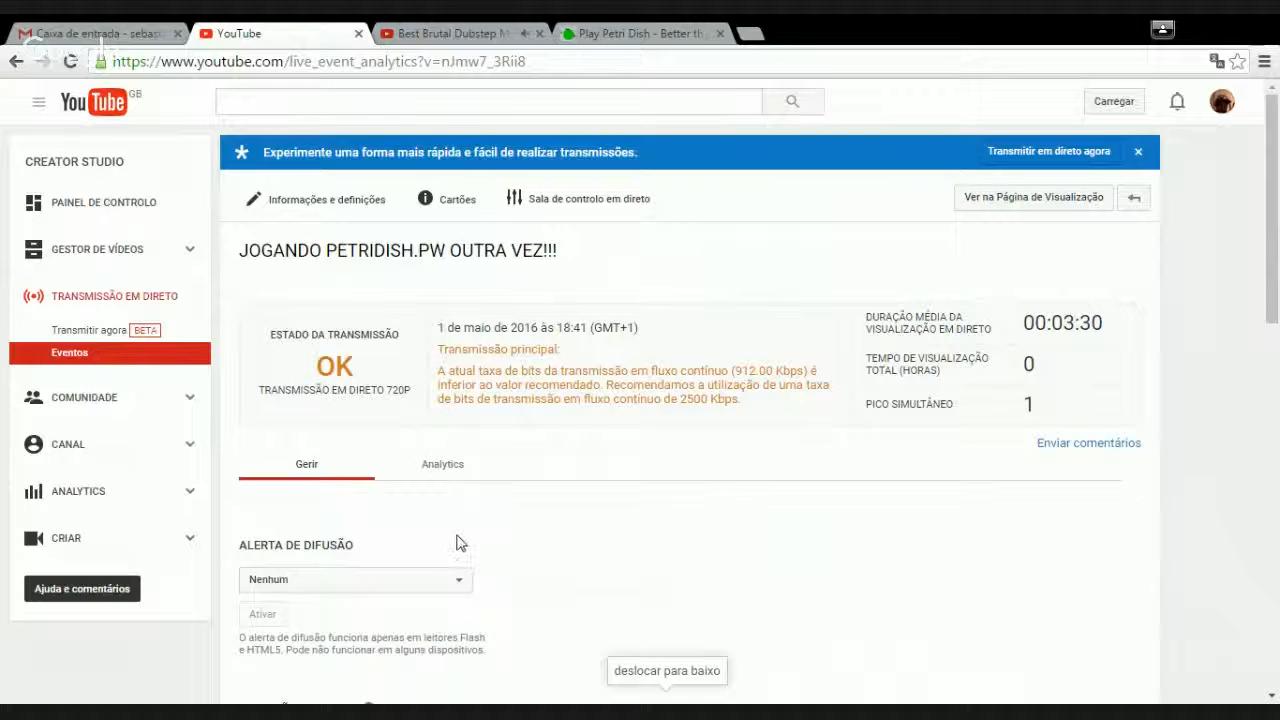 Caixa de entrada - sebas
YouTube
Best Brutal Dubstep M
Play Petri Dish - Better th
https://www.youtube.com/live_event_analytics?v=nJmw7_3Rii8
YouTube GB
Carregar
CREATOR STUDIO
PAINEL DE CONTROLO
GESTOR DE VÍDEOS
TRANSMISSÃO EM DIRETO
Transmitir agora BETA
Eventos
COMUNIDADE
CANAL
ANALYTICS
CRIAR
Ajuda e comentários
Experimente uma forma mais rápida e fácil de realizar transmissões.
Transmitir em direto agora
Informações e definições
Cartões
Sala de controlo em direto
Ver na Página de Visualização
JOGANDO PETRIDISH.PW OUTRA VEZ!!!
ESTADO DA TRANSMISSÃO
OK
TRANSMISSÃO EM DIRETO 720P
1 de maio de 2016 às 18:41 (GMT+1)
Transmissão principal:
A atual taxa de bits da transmissão em fluxo contínuo (912.00 Kbps) é
inferior ao valor recomendado. Recomendamos a utilização de uma taxa
de bits de transmissão em fluxo contínuo de 2500 Kbps.
DURAÇÃO MÉDIA DA
VISUALIZAÇÃO EM DIRETO
00:03:30
TEMPO DE VISUALIZAÇÃO
TOTAL (HORAS)
0
PICO SIMULTÂNEO
1
Enviar comentários
Gerir
Analytics
ALERTA DE DIFUSÃO
Nenhum
Ativar
O alerta de difusão funciona apenas em leitores Flash
e HTML5. Pode não funcionar em alguns dispositivos.
deslocar para baixo